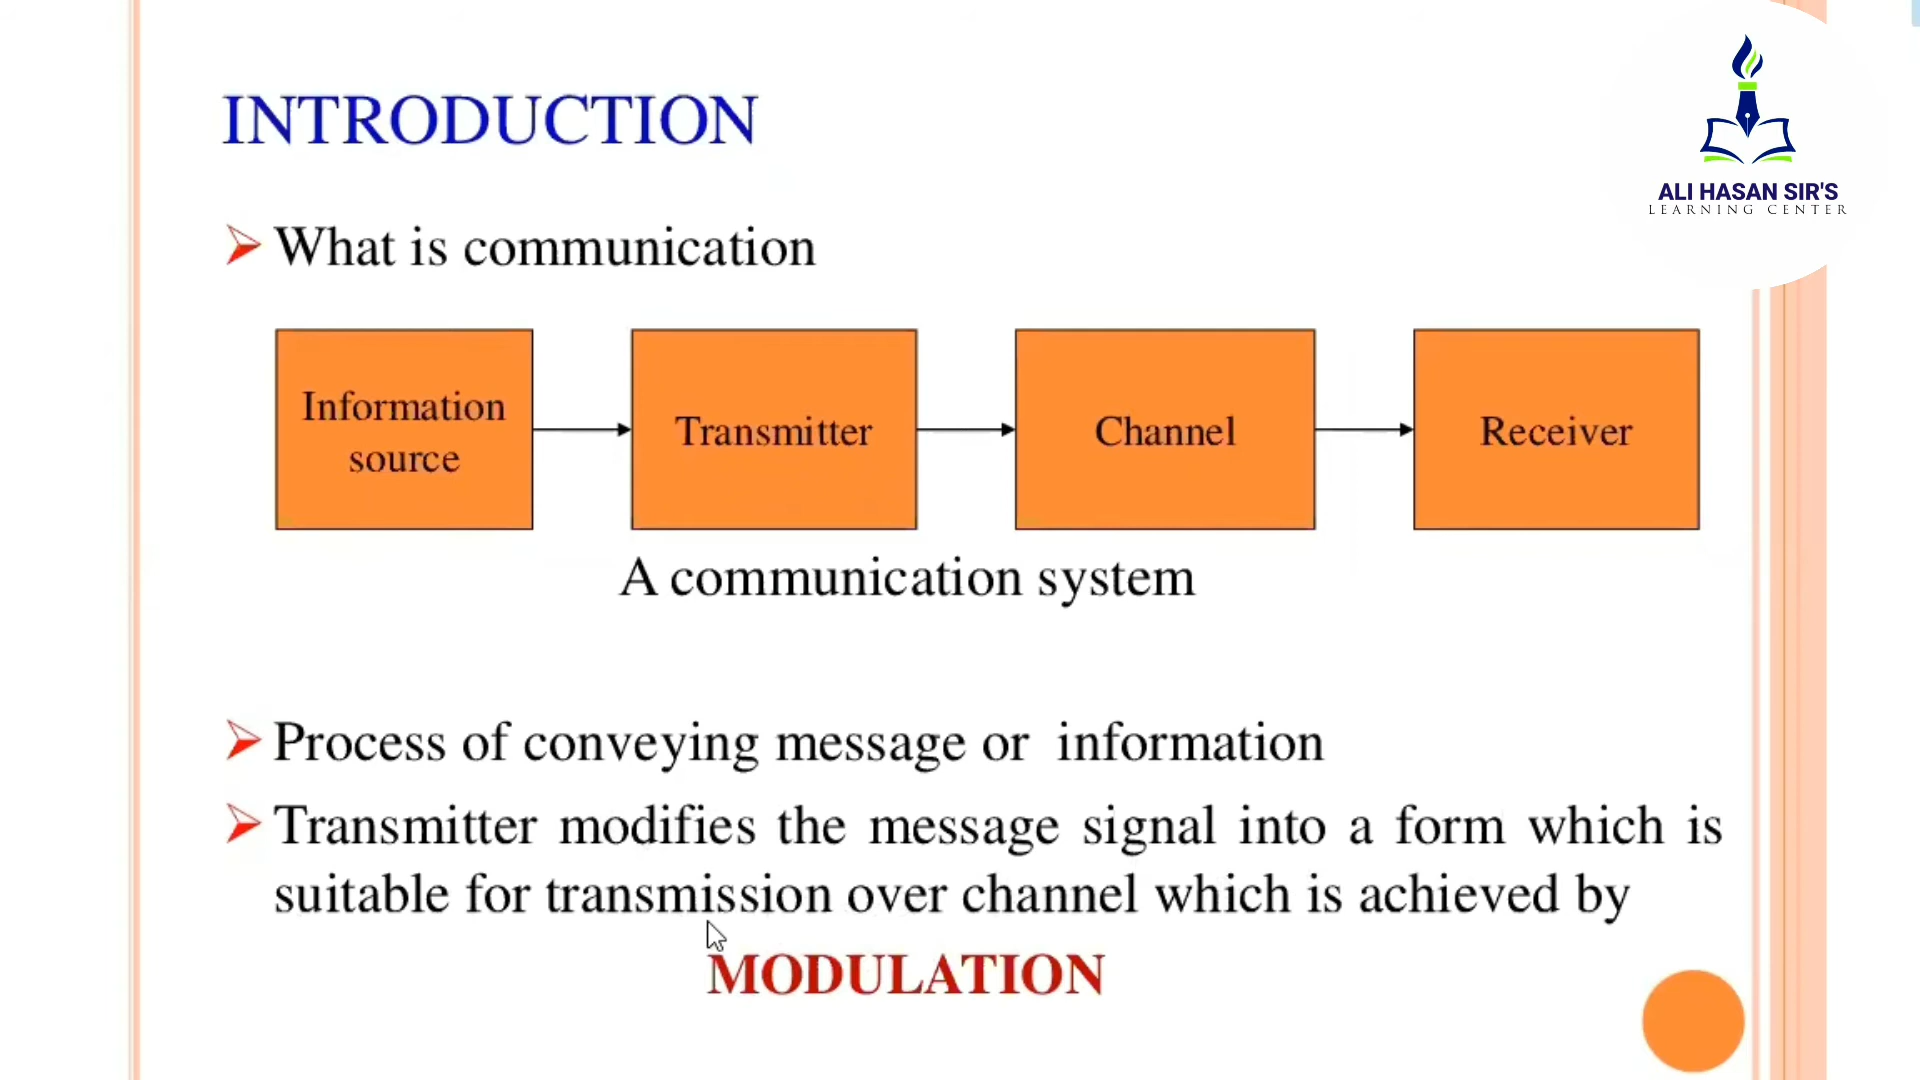 ALI HASAN SIR'S
LEARNING CENTER
INTRODUCTION
What is communication
Information
source
Transmitter
Channel
Receiver
A communication system
Process of conveying message or information
Transmitter modifies the message signal into a form which is
suitable for transmission over channel which is achieved by
MODULATION